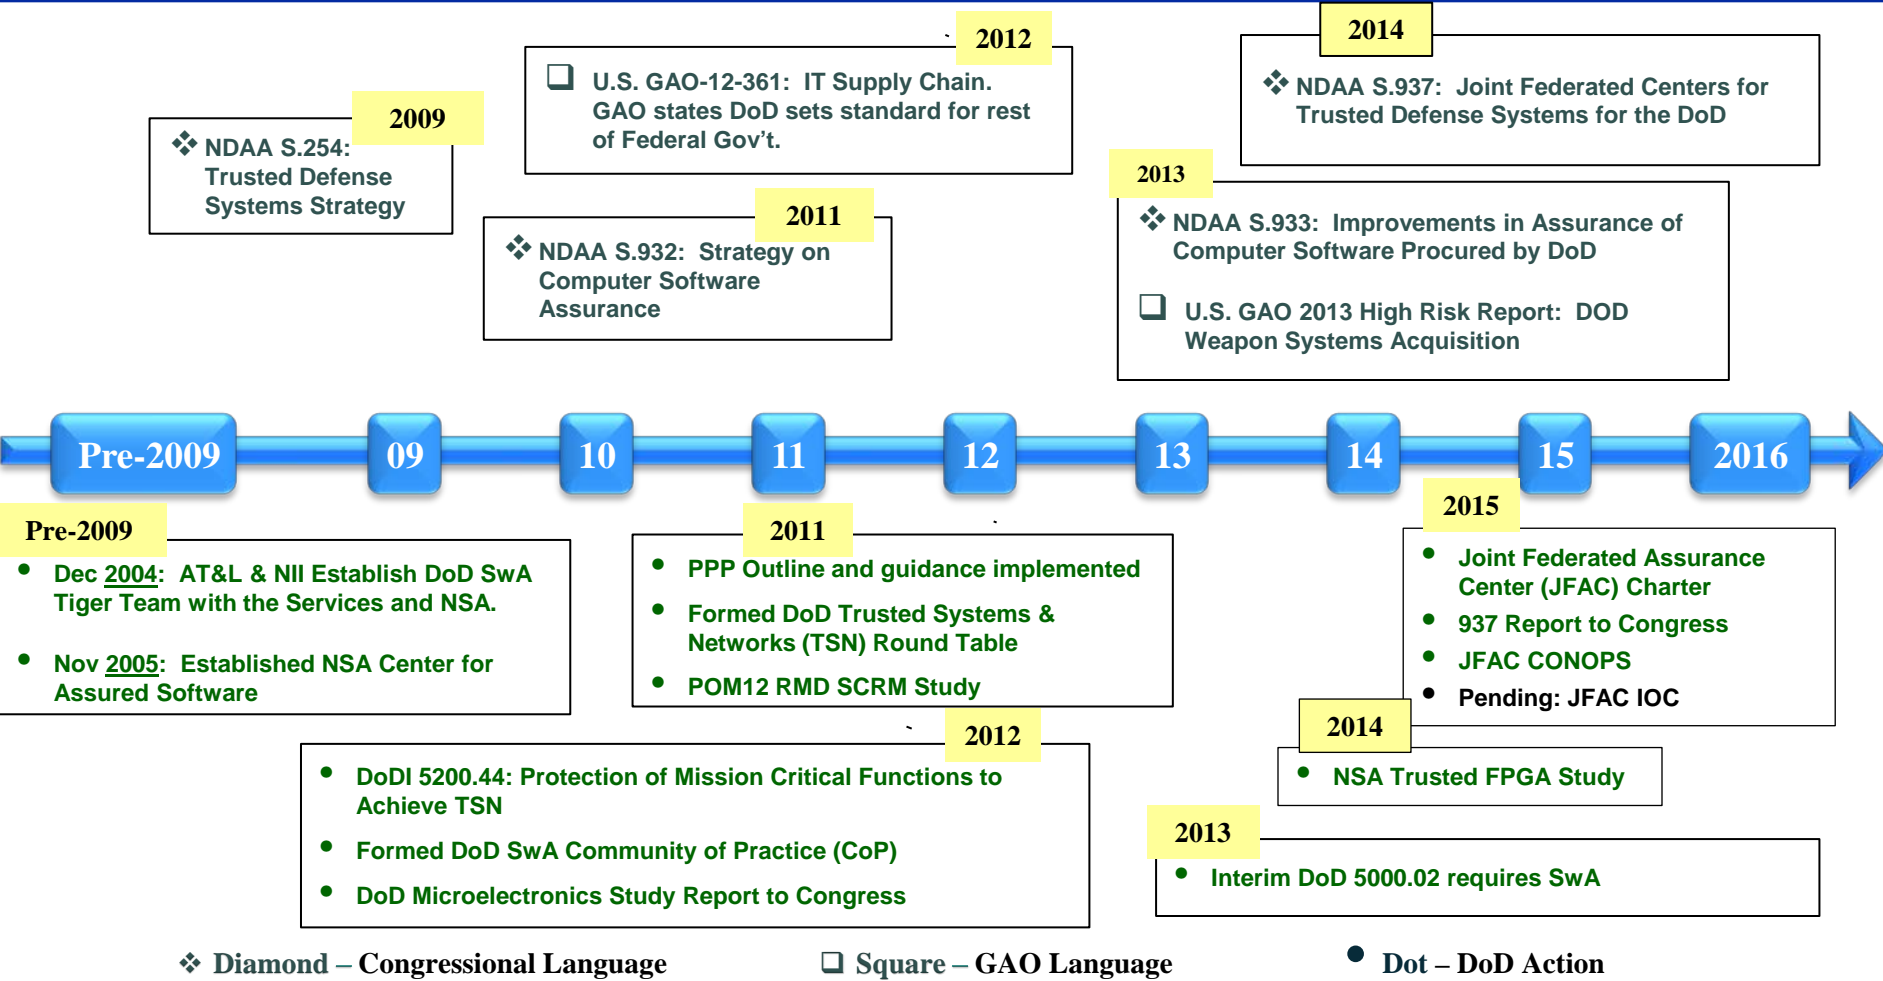 2009
❖ NDAA S.254:
Trusted Defense
Systems Strategy
2012
❑ U.S. GAO-12-361: IT Supply Chain.
GAO states DoD sets standard for rest
of Federal Gov’t.
2011
❖ NDAA S.932: Strategy on
Computer Software
Assurance
2014
❖ NDAA S.937: Joint Federated Centers for
Trusted Defense Systems for the DoD
2013
❖ NDAA S.933: Improvements in Assurance of
Computer Software Procured by DoD
❑ U.S. GAO 2013 High Risk Report: DOD
Weapon Systems Acquisition
Pre-2009 09 10 11 12 13 14 15 2016
Pre-2009
• Dec 2004: AT&L & NII Establish DoD SwA
Tiger Team with the Services and NSA.
• Nov 2005: Established NSA Center for
Assured Software
2011
• PPP Outline and guidance implemented
• Formed DoD Trusted Systems &
Networks (TSN) Round Table
• POM12 RMD SCRM Study
2012
• DoDI 5200.44: Protection of Mission Critical Functions to
Achieve TSN
• Formed DoD SwA Community of Practice (CoP)
• DoD Microelectronics Study Report to Congress
2015
• Joint Federated Assurance
Center (JFAC) Charter
• 937 Report to Congress
• JFAC CONOPS
• Pending: JFAC IOC
2014
• NSA Trusted FPGA Study
2013
• Interim DoD 5000.02 requires SwA
❖ Diamond – Congressional Language
❑ Square – GAO Language
• Dot – DoD Action